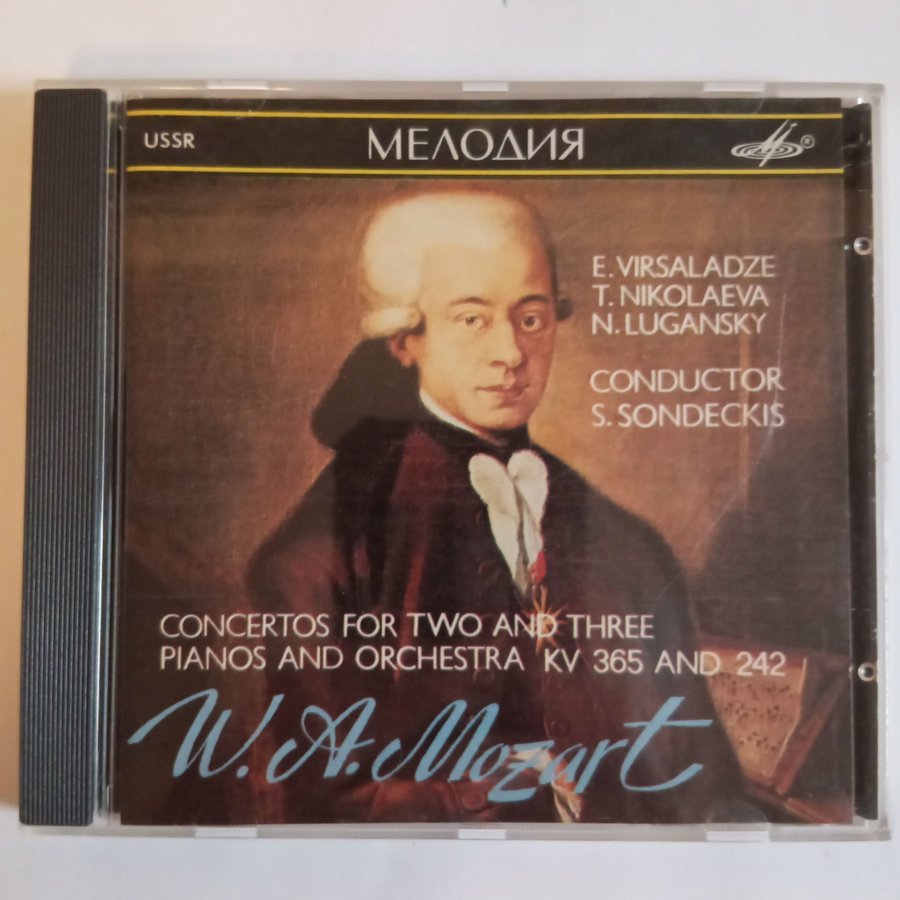 USSR
МЕЛОДИЯ
E. VIRSALADZE
T. NIKOLAEVA
N. LUGANSKY
CONDUCTOR
S. SONDECKIS
CONCERTOS FOR TWO AND THREE
PIANOS AND ORCHESTRA KV 365 AND 242
W. A. Mozart